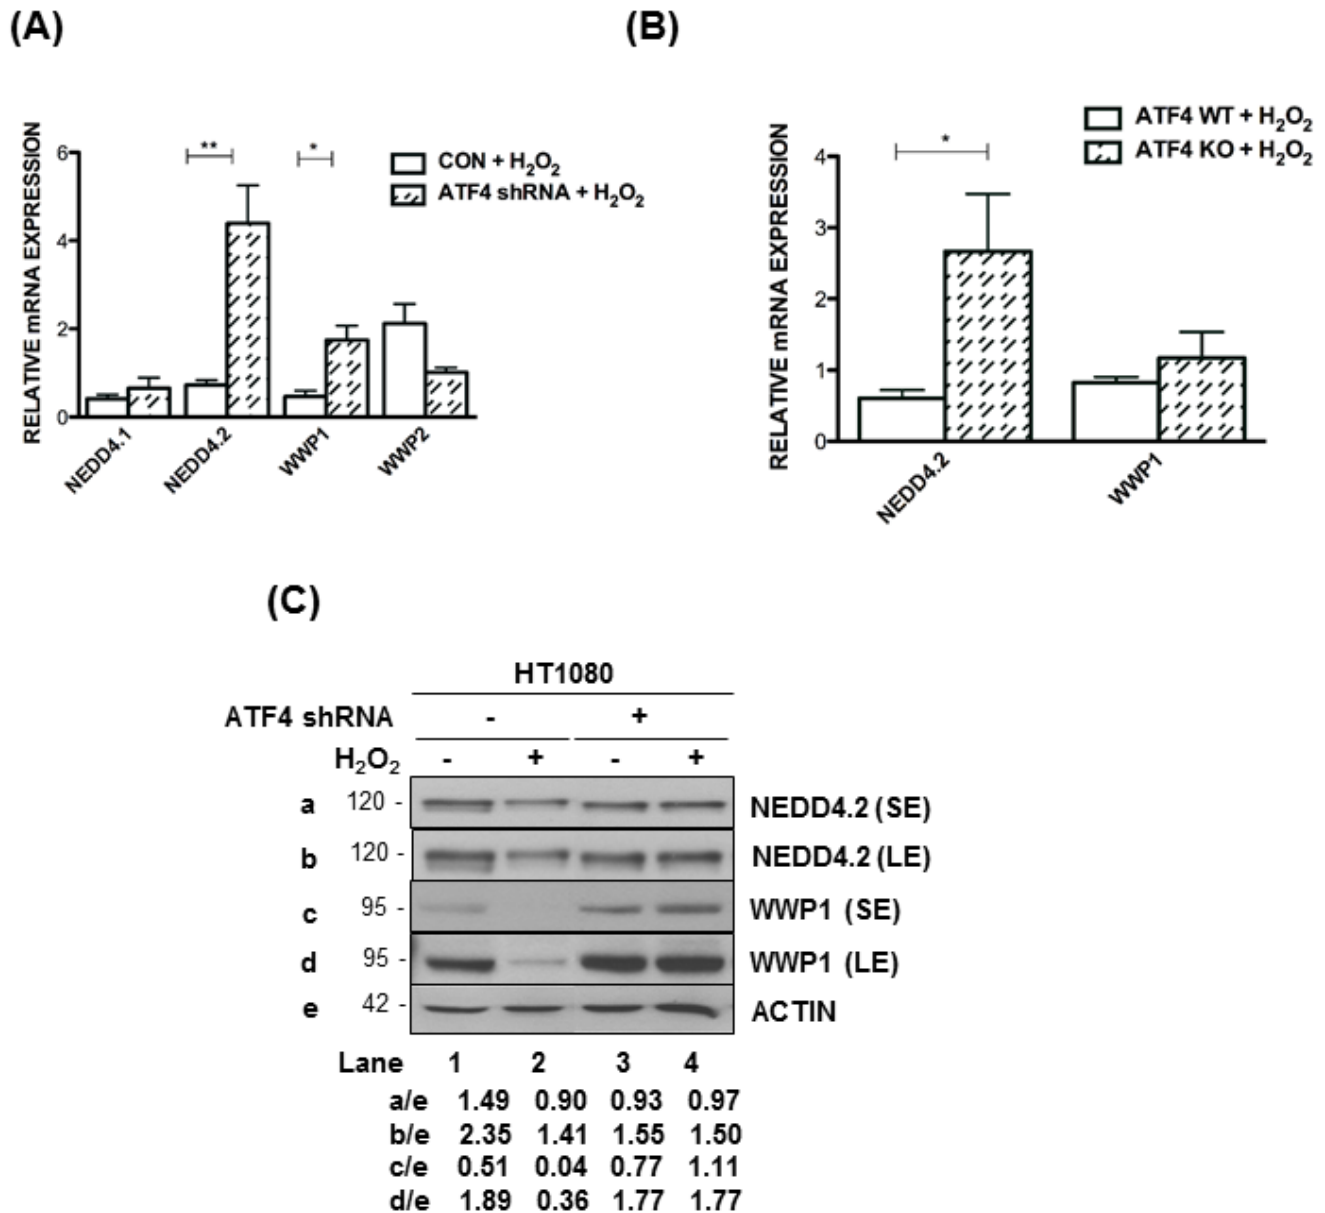 (A)
(B)
RELATIVE mRNA EXPRESSION
6
4
2
0
**
*
CON + H₂O₂
ATF4 shRNA + H₂O₂
NEDD4.1
NEDD4.2
WWP1
WWP2
RELATIVE mRNA EXPRESSION
4
3
2
1
0
*
ATF4 WT + H₂O₂
ATF4 KO + H₂O₂
NEDD4.2
WWP1
(C)
HT1080
ATF4 shRNA - +
H₂O₂ - + - +
a 120 - NEDD4.2 (SE)
b 120 - NEDD4.2 (LE)
c 95 - WWP1 (SE)
d 95 - WWP1 (LE)
e 42 - ACTIN
Lane 1 2 3 4
a/e 1.49 0.90 0.93 0.97
b/e 2.35 1.41 1.55 1.50
c/e 0.51 0.04 0.77 1.11
d/e 1.89 0.36 1.77 1.77